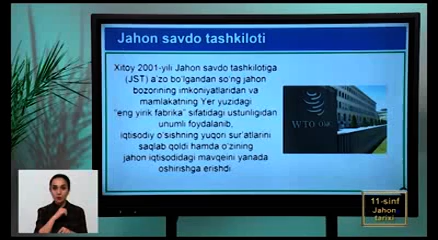 Jahon savdo tashkiloti
Xitoy 2001-yili Jahon savdo tashkilotiga
(JST) a'zo bo'lgandan so'ng jahon
bozorining imkoniyatlaridan va
mamlakatning Yer yuzidagi
"eng yirik fabrika" sifatidagi ustunligidan
unumli foydalanib,
iqtisodiy o'sishning yuqori sur'atlarini
saqlab qoldi hamda o'zining
jahon iqtisodidagi mavqeini yanada
oshirishga erishdi
WTO OMC
11-sinf
Jahon
tarixi